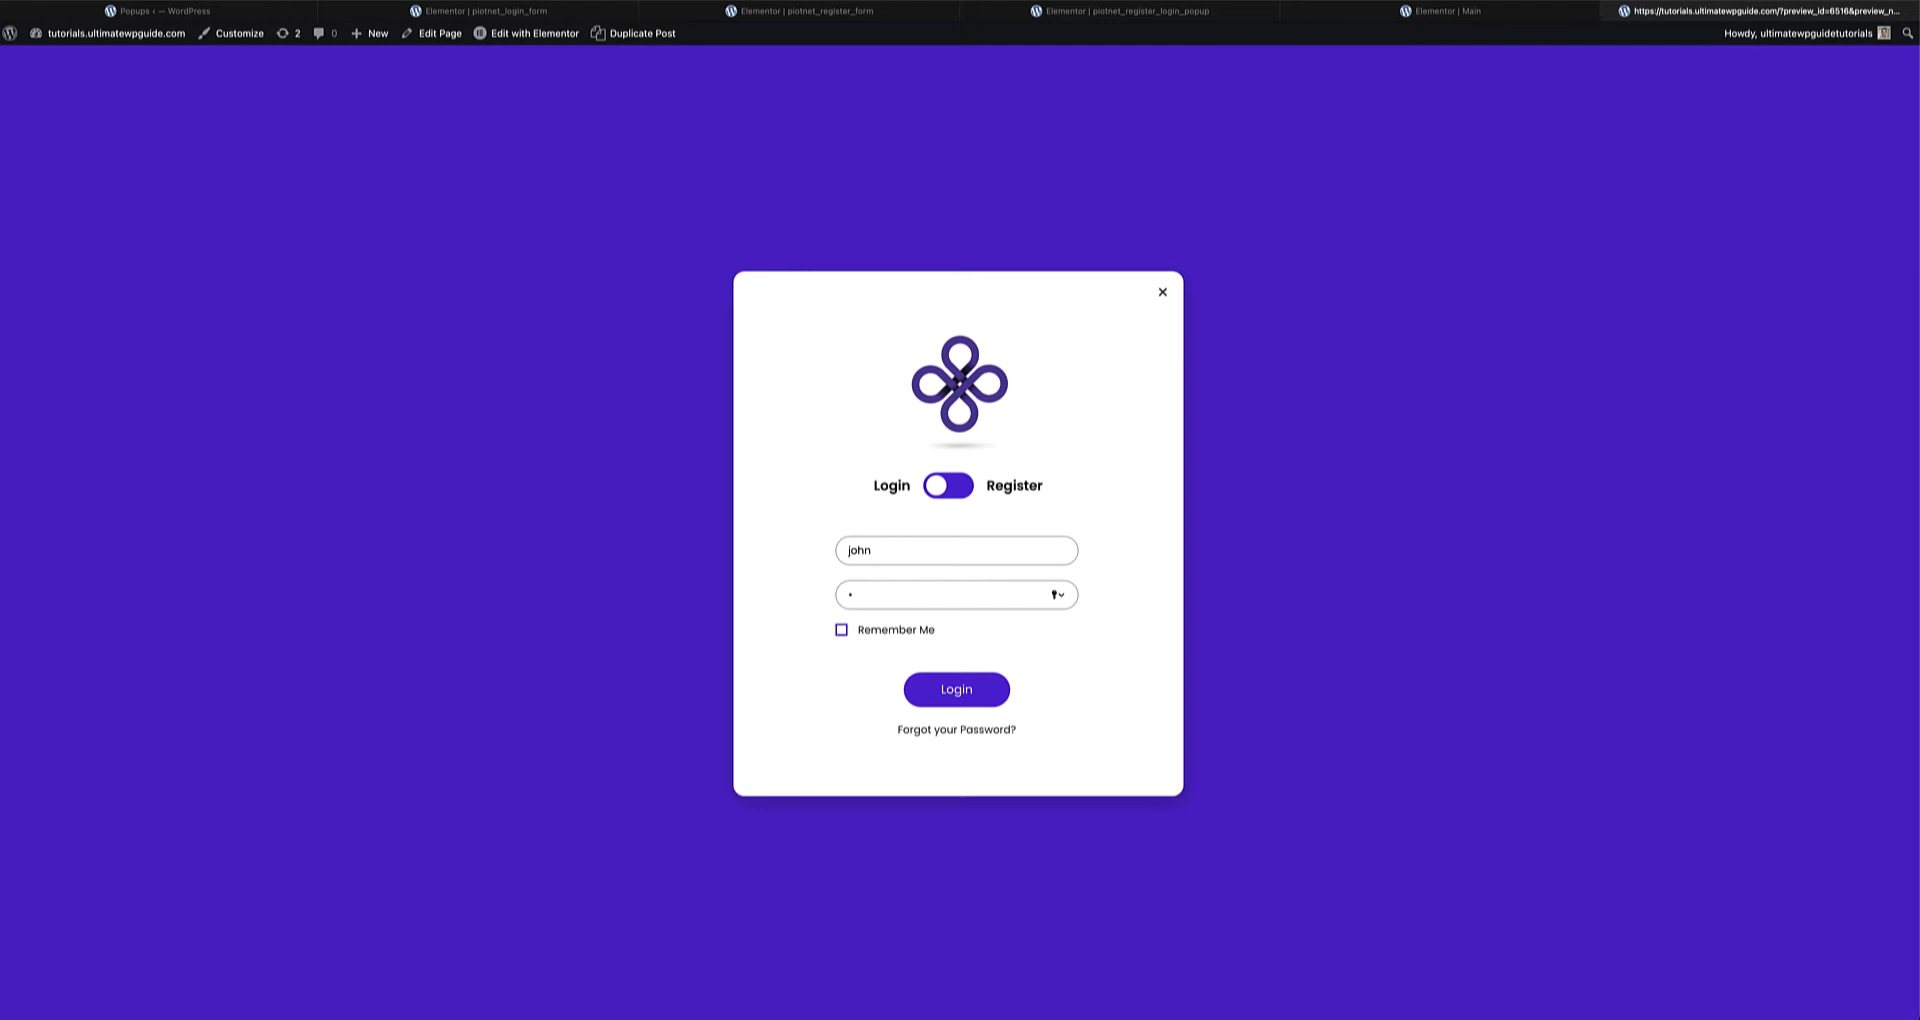 Popups ‹ — WordPress
Elementor | piotnet_login_form
Elementor | piotnet_register_form
Elementor | piotnet_register_login_popup
Elementor | Main
https://tutorials.ultimatewpguide.com/?preview_id=6516&preview_n...
tutorials.ultimatewpguide.com Customize 2 0 New Edit Page Edit with Elementor Duplicate Post Howdy, ultimatewpguidetutorials
×
Login Register
john
•
Remember Me
Login
Forgot your Password?